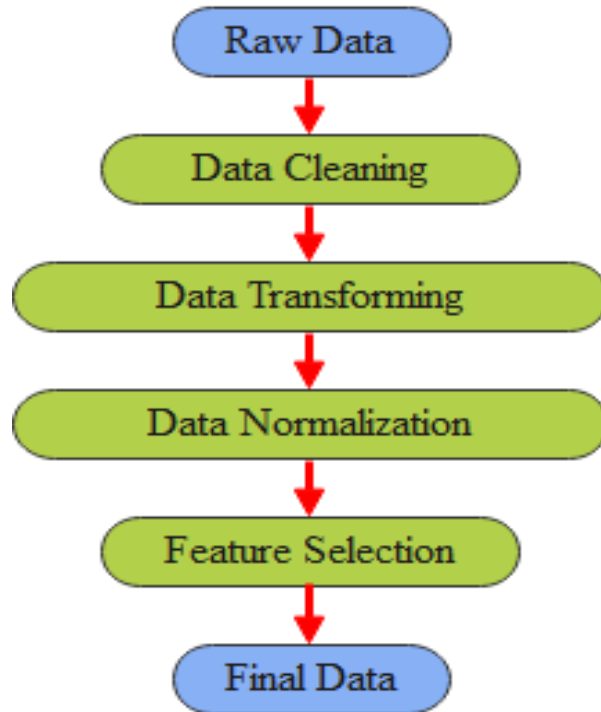 Raw Data
Data Cleaning
Data Transforming
Data Normalization
Feature Selection
Final Data